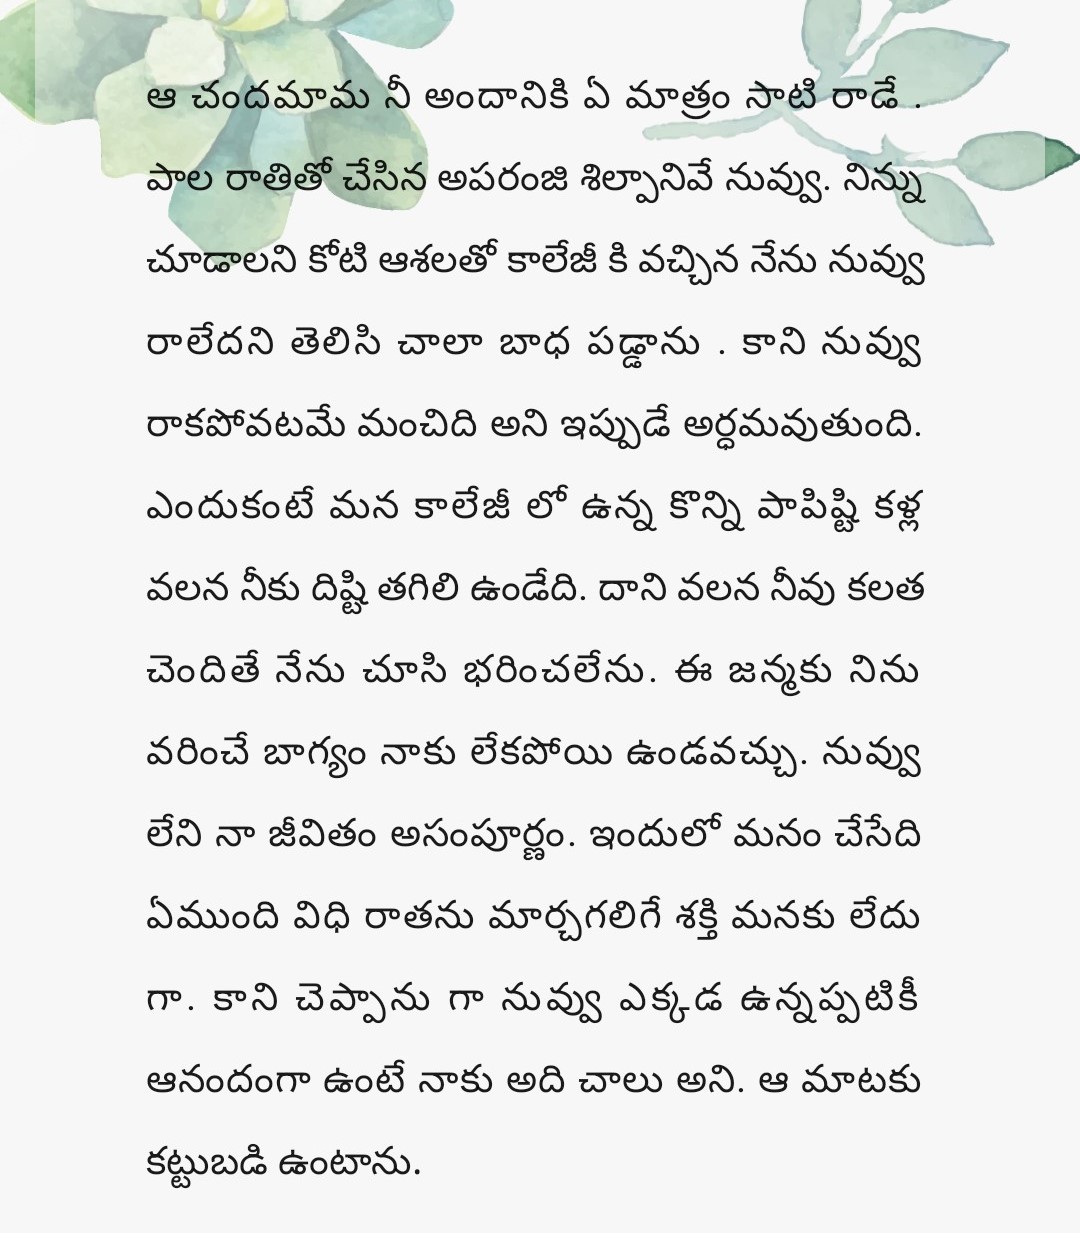 ఆ చందమామ నీ అందానికి ఏ మాత్రం సాటి రాడే .
పాల రాతితో చేసిన అపరంజి శిల్పానివే నువ్వు. నిన్ను
చూడాలని కోటి ఆశలతో కాలేజీ కి వచ్చిన నేను నువ్వు
రాలేదని తెలిసి చాలా బాధ పడ్డాను . కాని నువ్వు
రాకపోవటమే మంచిది అని ఇప్పుడే అర్థమవుతుంది.
ఎందుకంటే మన కాలేజీ లో ఉన్న కొన్ని పాపిష్టి కళ్ల
వలన నీకు దిష్టి తగిలి ఉండేది. దాని వలన నీవు కలత
చెందితే నేను చూసి భరించలేను. ఈ జన్మకు నిను
వరించే బాగ్యం నాకు లేకపోయి ఉండవచ్చు. నువ్వు
లేని నా జీవితం అసంపూర్ణం. ఇందులో మనం చేసేది
ఏముంది విధి రాతను మార్చగలిగే శక్తి మనకు లేదు
గా. కాని చెప్పాను గా నువ్వు ఎక్కడ ఉన్నప్పటికీ
ఆనందంగా ఉంటే నాకు అది చాలు అని. ఆ మాటకు
కట్టుబడి ఉంటాను.